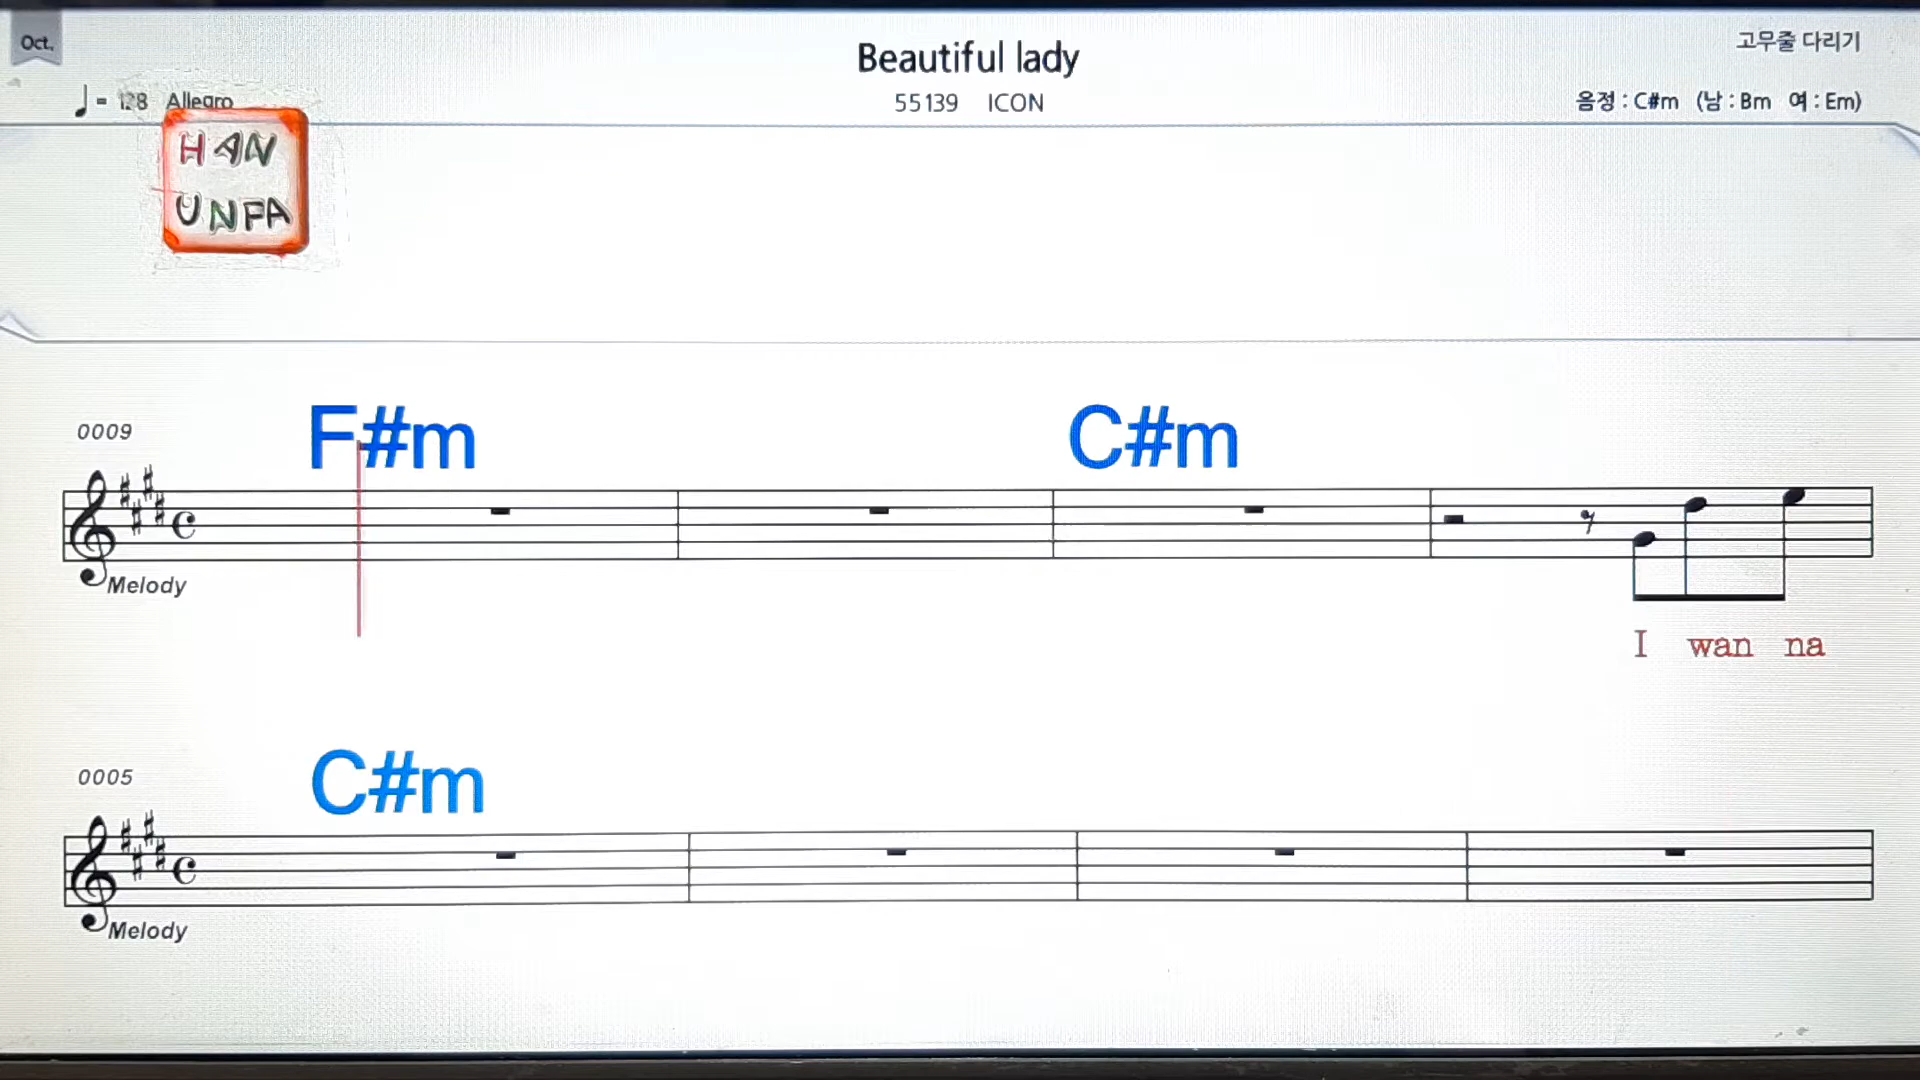 Oct.
Beautiful lady
고무줄 다리기
♩ = 128 Allegro
55139 ICON
음정 : C#m (남 : Bm 여 : Em)
HAN
UNFA
0009
F#m
C#m
Melody
I wan na
0005
C#m
Melody